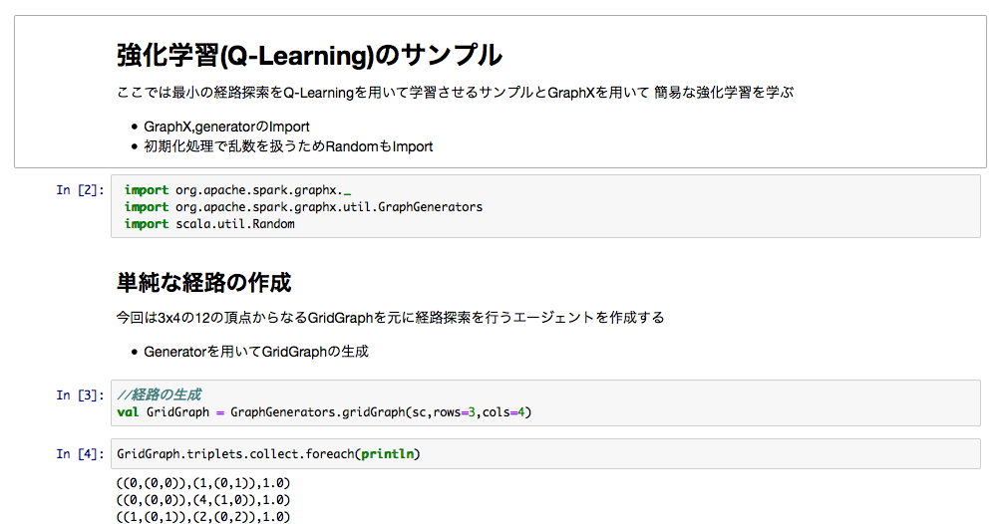 強化学習(Q-Learning)のサンプル
ここでは最小の経路探索をQ-Learningを用いて学習させるサンプルとGraphXを用いて 簡易な強化学習を学ぶ
• GraphX,generatorのImport
• 初期化処理で乱数を扱うためRandomもImport
In [2]: import org.apache.spark.graphx._
import org.apache.spark.graphx.util.GraphGenerators
import scala.util.Random
単純な経路の作成
今回は3x4の12の頂点からなるGridGraphを元に経路探索を行うエージェントを作成する
• Generatorを用いてGridGraphの生成
In [3]: //経路の生成
val GridGraph = GraphGenerators.gridGraph(sc,rows=3,cols=4)
In [4]: GridGraph.triplets.collect.foreach(println)
((0,(0,0)),(1,(0,1)),1.0)
((0,(0,0)),(4,(1,0)),1.0)
((1,(0,1)),(2,(0,2)),1.0)